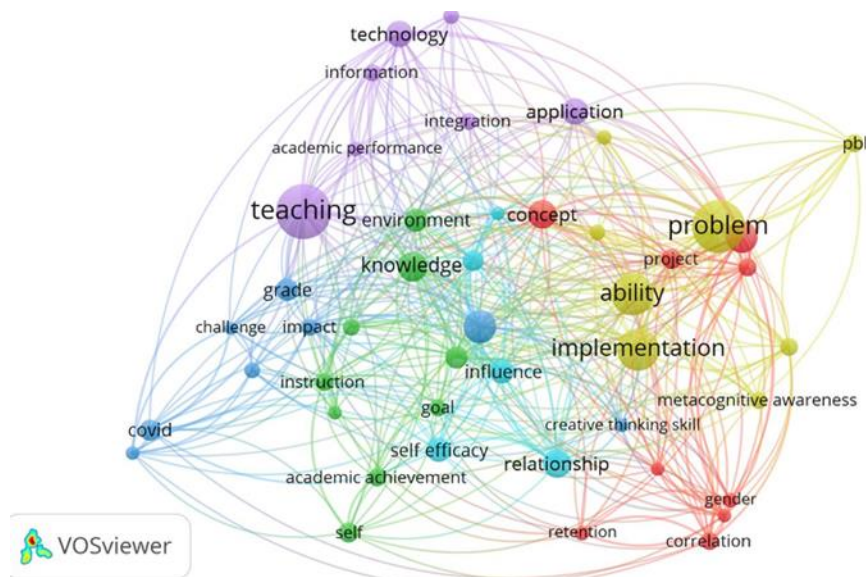 technology
information
application
integration
academic performance
teaching
environment
concept
problem
knowledge
project
grade
ability
challenge
impact
implementation
influence
instruction
metacognitive awareness
goal
creative thinking skill
covid
self efficacy
relationship
academic achievement
gender
self
retention
correlation
VOSviewer